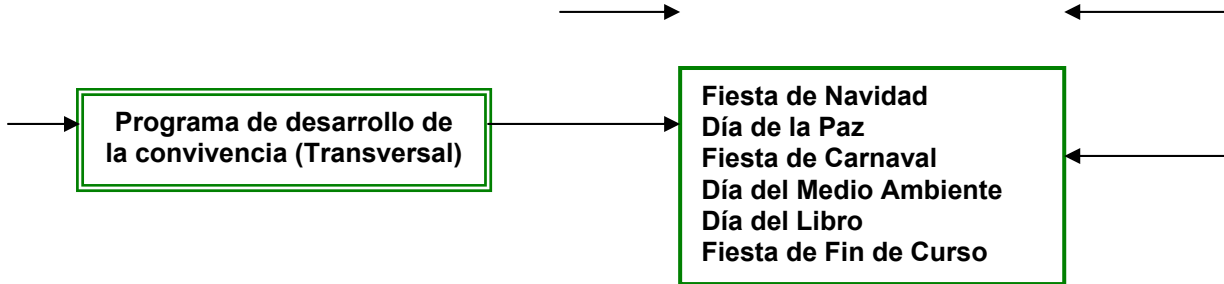 Programa de desarrollo de
la convivencia (Transversal)
Fiesta de Navidad
Día de la Paz
Fiesta de Carnaval
Día del Medio Ambiente
Día del Libro
Fiesta de Fin de Curso